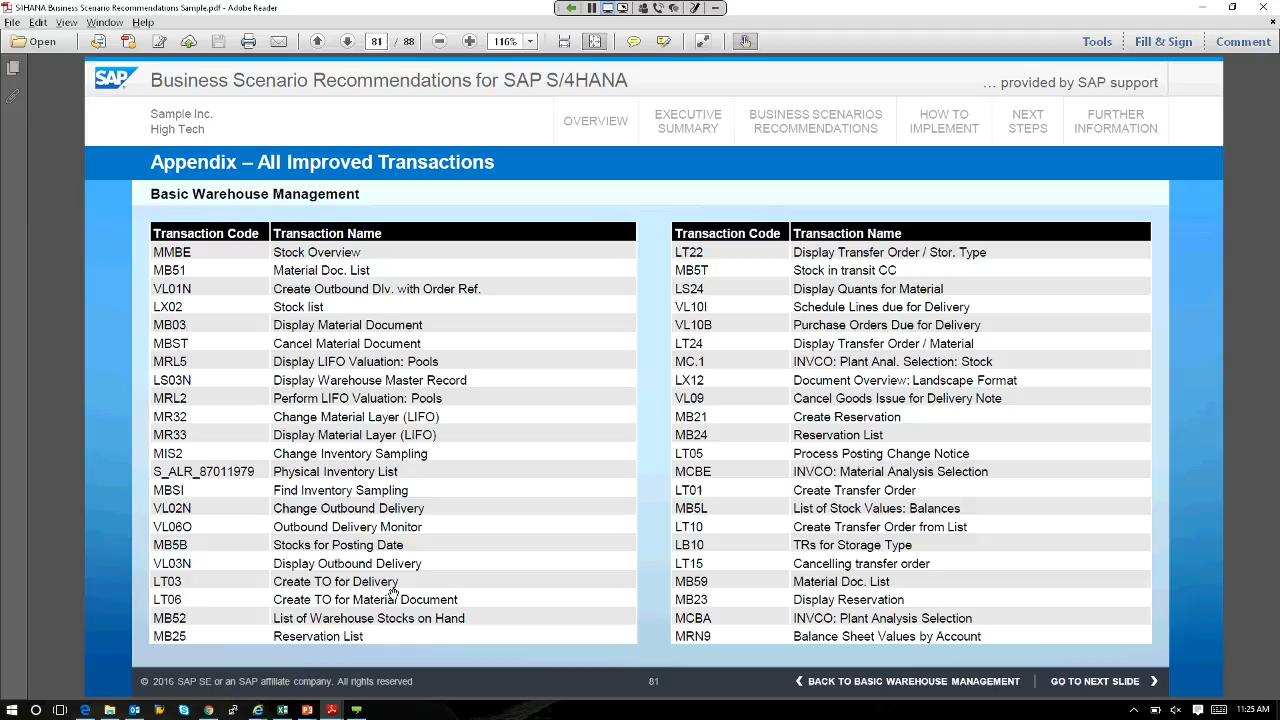 S4HANA Business Scenario Recommendations Sample.pdf - Adobe Reader
File Edit View Window Help
Open 81 / 88 116% Tools Fill & Sign Comment
SAP Business Scenario Recommendations for SAP S/4HANA … provided by SAP support
Sample Inc.
High Tech
OVERVIEW
EXECUTIVE
SUMMARY
BUSINESS SCENARIOS
RECOMMENDATIONS
HOW TO
IMPLEMENT
NEXT
STEPS
FURTHER
INFORMATION
Appendix – All Improved Transactions
Basic Warehouse Management
Transaction Code Transaction Name
MMBE Stock Overview
MB51 Material Doc. List
VL01N Create Outbound Dlv. with Order Ref.
LX02 Stock list
MB03 Display Material Document
MBST Cancel Material Document
MRL5 Display LIFO Valuation: Pools
LS03N Display Warehouse Master Record
MRL2 Perform LIFO Valuation: Pools
MR32 Change Material Layer (LIFO)
MR33 Display Material Layer (LIFO)
MIS2 Change Inventory Sampling
S_ALR_87011979 Physical Inventory List
MBSI Find Inventory Sampling
VL02N Change Outbound Delivery
VL06O Outbound Delivery Monitor
MB5B Stocks for Posting Date
VL03N Display Outbound Delivery
LT03 Create TO for Delivery
LT06 Create TO for Material Document
MB52 List of Warehouse Stocks on Hand
MB25 Reservation List
Transaction Code Transaction Name
LT22 Display Transfer Order / Stor. Type
MB5T Stock in transit CC
LS24 Display Quants for Material
VL10I Schedule Lines due for Delivery
VL10B Purchase Orders Due for Delivery
LT24 Display Transfer Order / Material
MC.1 INVCO: Plant Anal. Selection: Stock
LX12 Document Overview: Landscape Format
VL09 Cancel Goods Issue for Delivery Note
MB21 Create Reservation
MB24 Reservation List
LT05 Process Posting Change Notice
MCBE INVCO: Material Analysis Selection
LT01 Create Transfer Order
MB5L List of Stock Values: Balances
LT10 Create Transfer Order from List
LB10 TRs for Storage Type
LT15 Cancelling transfer order
MB59 Material Doc. List
MB23 Display Reservation
MCBA INVCO: Plant Analysis Selection
MRN9 Balance Sheet Values by Account
© 2016 SAP SE or an SAP affiliate company. All rights reserved 81 BACK TO BASIC WAREHOUSE MANAGEMENT | GO TO NEXT SLIDE
11:25 AM